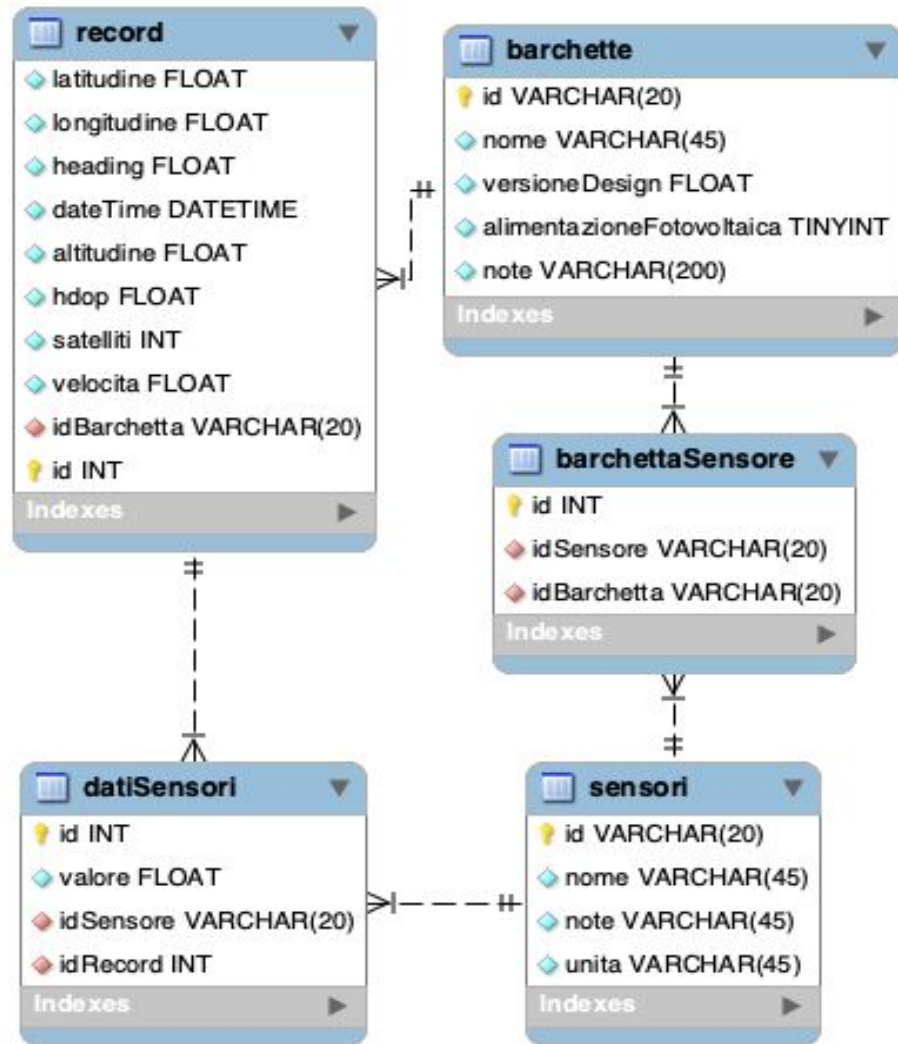 record
latitudine FLOAT
longitudine FLOAT
heading FLOAT
dateTime DATETIME
altitudine FLOAT
hdop FLOAT
satelliti INT
velocita FLOAT
idBarchetta VARCHAR(20)
id INT
Indexes
barchette
id VARCHAR(20)
nome VARCHAR(45)
versioneDesign FLOAT
alimentazioneFotovoltaica TINYINT
note VARCHAR(200)
Indexes
barchettaSensore
id INT
idSensore VARCHAR(20)
idBarchetta VARCHAR(20)
Indexes
datiSensori
id INT
valore FLOAT
idSensore VARCHAR(20)
idRecord INT
Indexes
sensori
id VARCHAR(20)
nome VARCHAR(45)
note VARCHAR(45)
unita VARCHAR(45)
Indexes